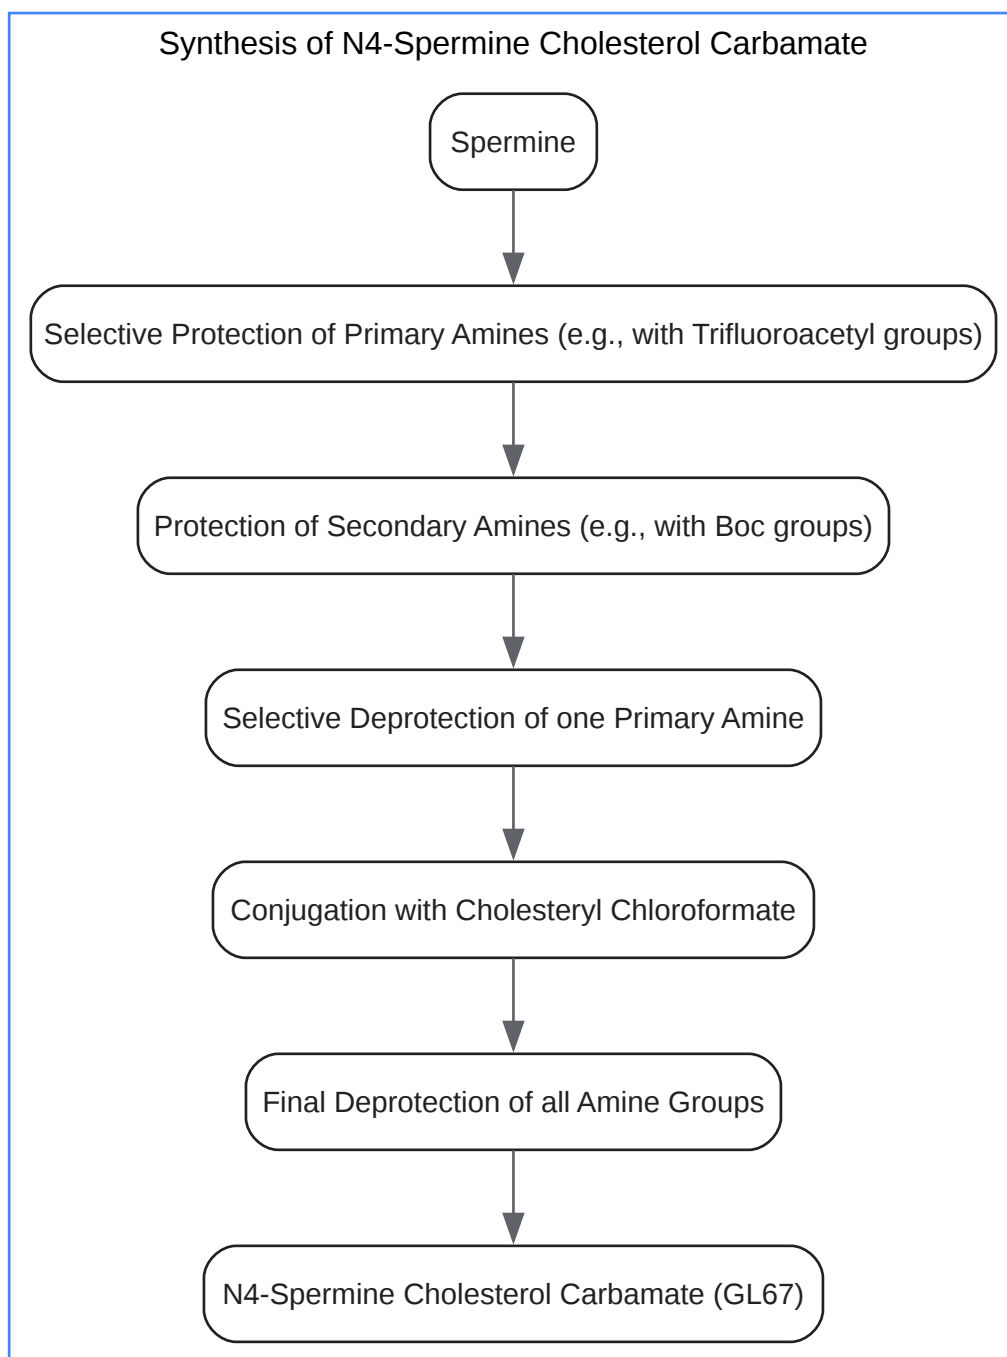 Synthesis of N4-Spermine Cholesterol Carbamate
Spermine
Selective Protection of Primary Amines (e.g., with Trifluoroacetyl groups)
Protection of Secondary Amines (e.g., with Boc groups)
Selective Deprotection of one Primary Amine
Conjugation with Cholesteryl Chloroformate
Final Deprotection of all Amine Groups
N4-Spermine Cholesterol Carbamate (GL67)